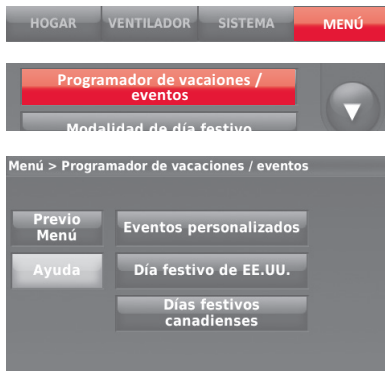 HOGAR VENTILADOR SISTEMA MENÚ
Programador de vacaiones /
eventos
Modalidad de día festivo
Menú > Programador de vacaciones / eventos
Previo
Menú
Eventos personalizados
Ayuda
Día festivo de EE.UU.
Días festivos
canadienses